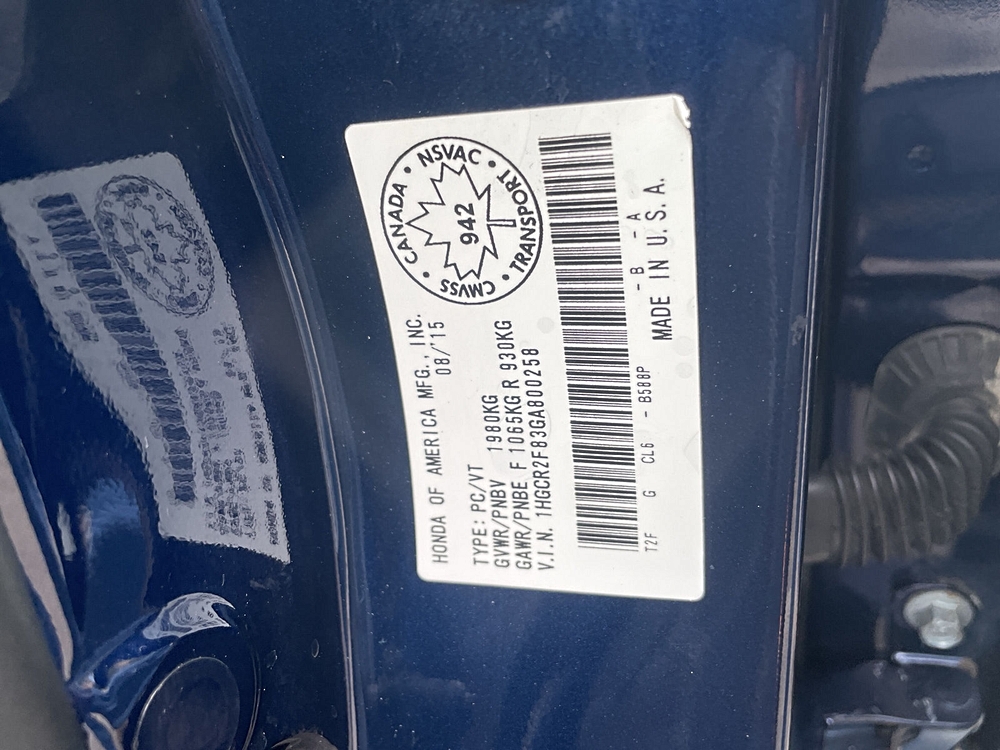 HONDA OF AMERICA MFG., INC.
08/'15
TYPE: PC/VT
GVWR/PNBV 1980KG
GAWR/PNBE F 1065KG R 930KG
V.I.N. 1HGCR2F83GA800258
CANADA • NSVAC • TRANSPORT • CMVSS •
942
T2F G CL6 - B588P - B - A
MADE IN U.S.A.